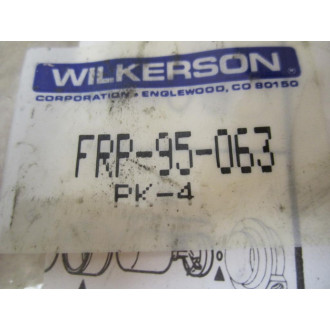 WILKERSON
CORPORATION • ENGLEWOOD, CO 80150
FRP-95-063
PK-4